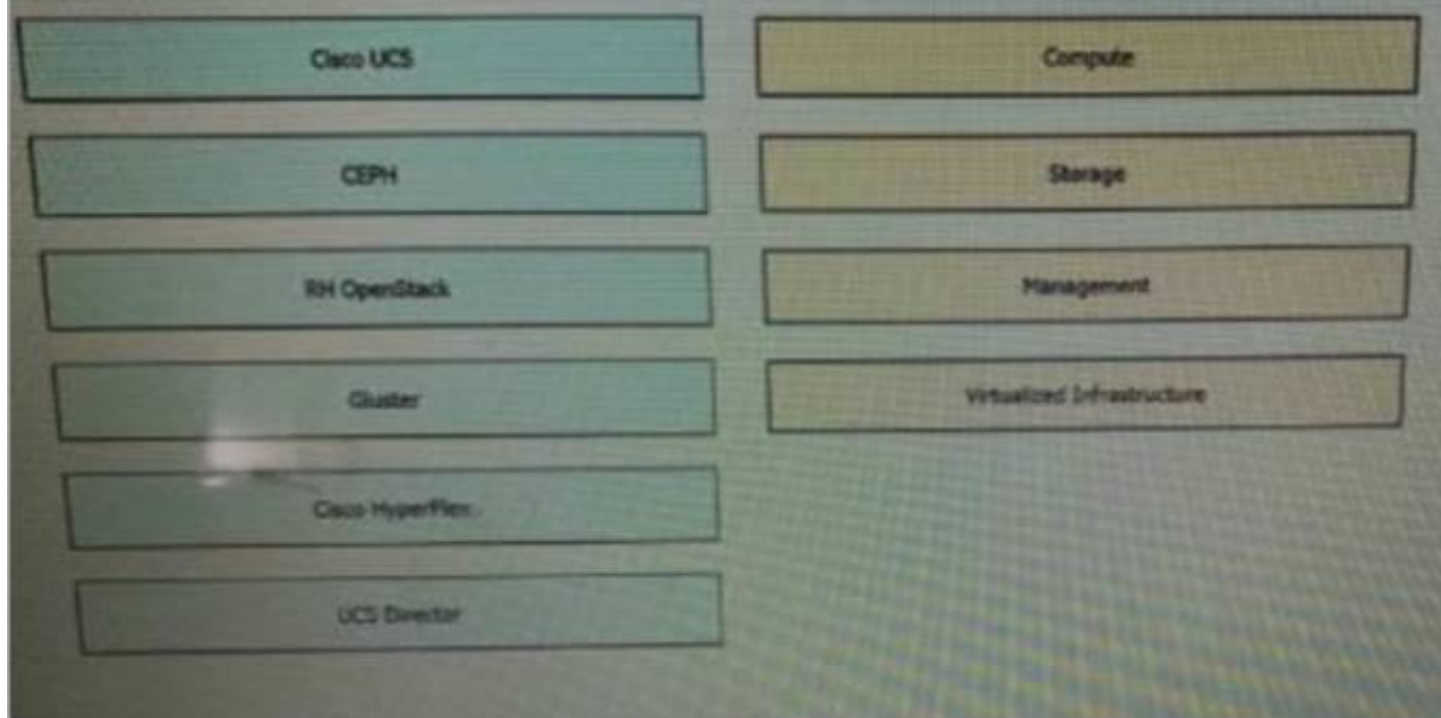 Cisco UCS
CEPH
RH OpenStack
Gluster
Cisco HyperFlex
UCS Director
Compute
Storage
Management
Virtualized Infrastructure